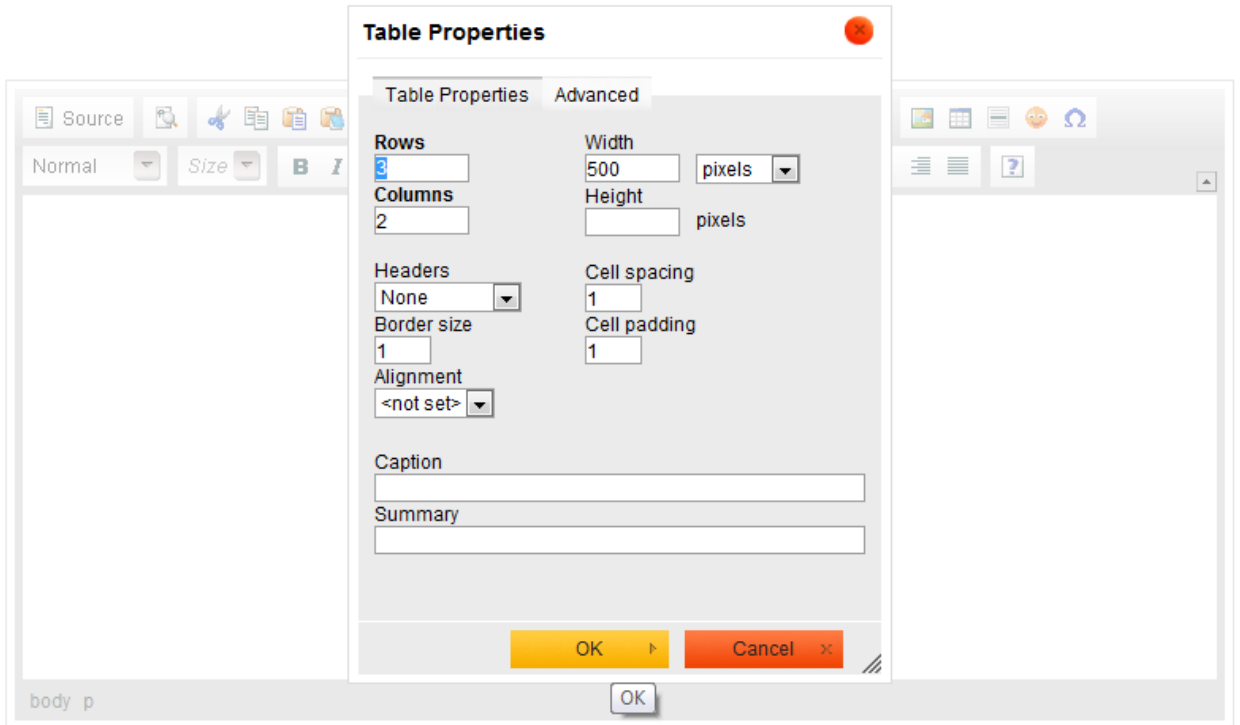 Table Properties
Table Properties Advanced
Source
Normal Size B I
Rows Width
3 500 pixels
Columns Height
2 pixels
Headers Cell spacing
None 1
Border size Cell padding
1 1
Alignment
<not set>
Caption
Summary
OK Cancel
OK
body p